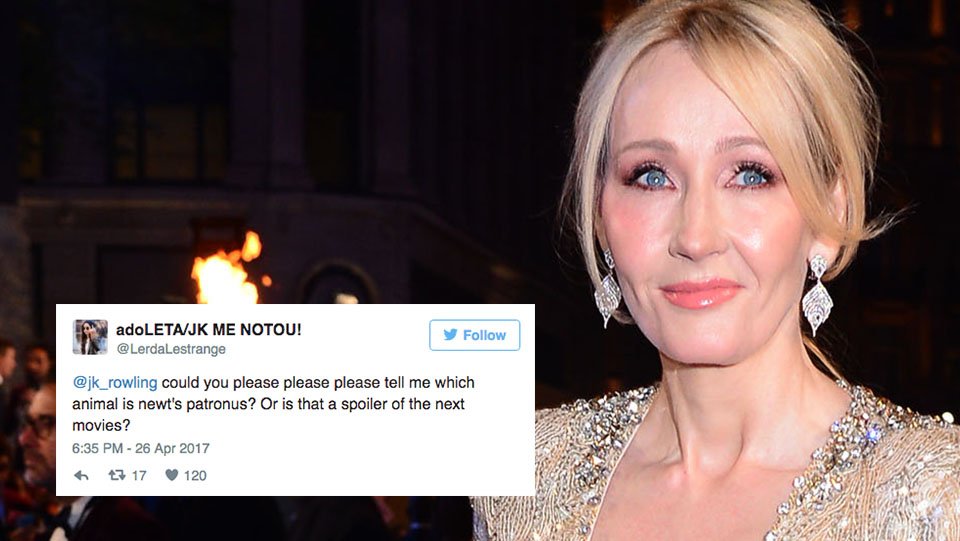 adoLETA/JK ME NOTOU!
Follow
@LerdaLestrange
@jk_rowling could you please please please tell me which
animal is newt's patronus? Or is that a spoiler of the next
movies?
6:35 PM - 26 Apr 2017
17 120